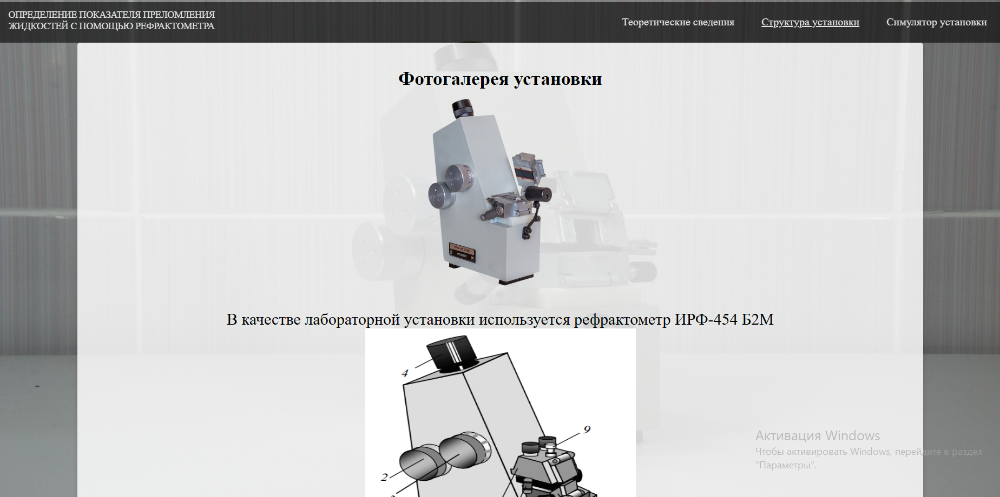 ОПРЕДЕЛЕНИЕ ПОКАЗАТЕЛЯ ПРЕЛОМЛЕНИЯ
ЖИДКОСТЕЙ С ПОМОЩЬЮ РЕФРАКТОМЕТРА
Теоретические сведения
Структура установки
Симулятор установки
Фотогалерея установки
В качестве лабораторной установки используется рефрактометр ИРФ-454 Б2М
4
9
2
Активация Windows
Чтобы активировать Windows, перейдите в раздел
"Параметры".